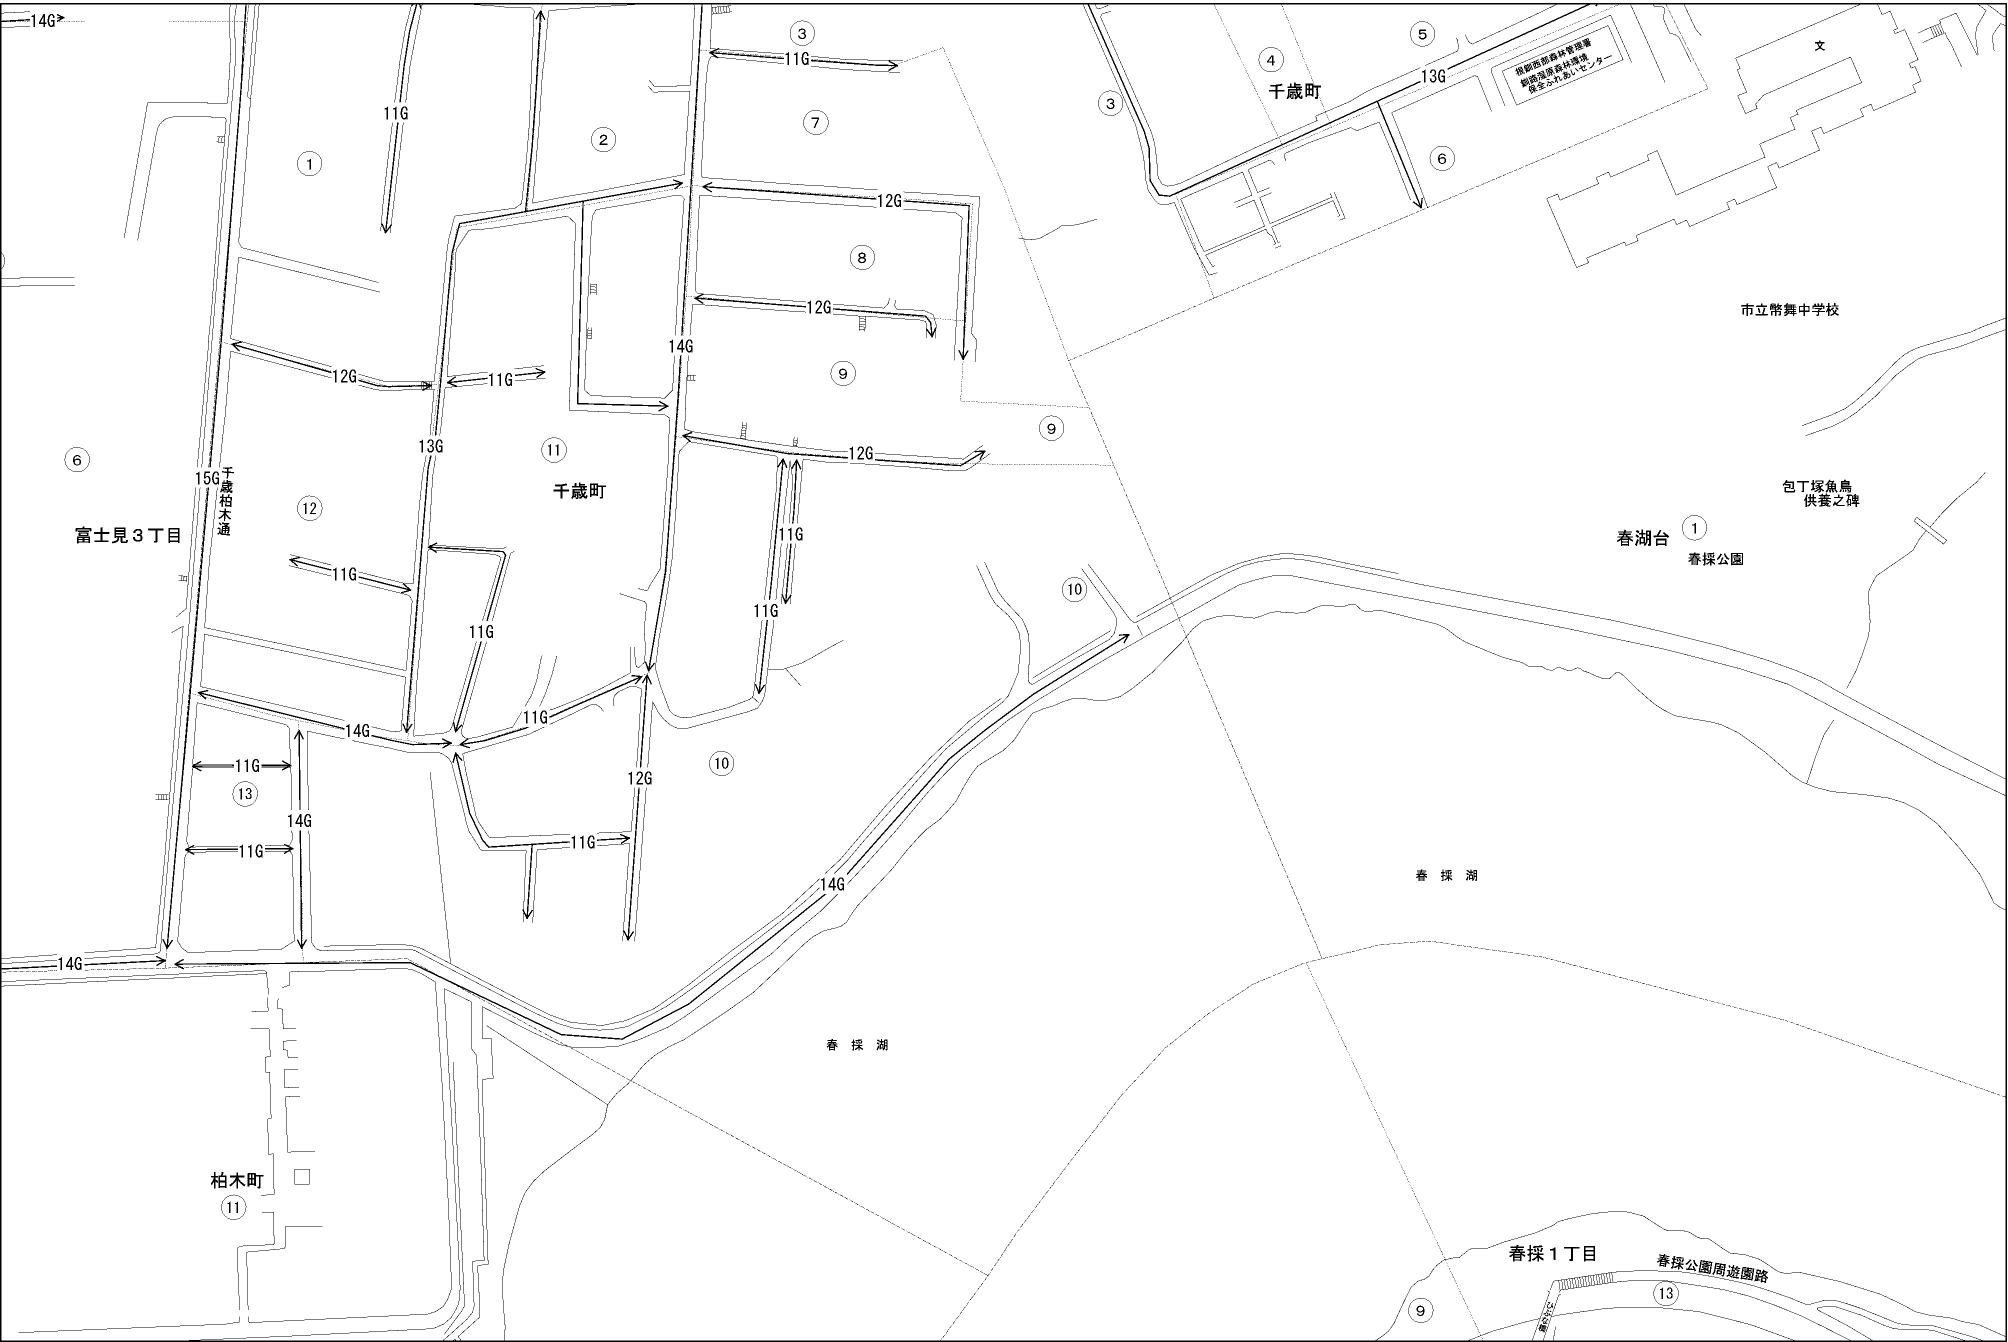 14G
③
11G
④
千歳町
⑤
13G
根釧西部森林管理署
釧路湿原森林環境
保全ふれあいセンター
文
③
11G
①
②
⑦
⑥
12G
⑧
12G
市立幣舞中学校
14G
12G
11G
⑨
⑨
13G
⑪
12G
⑥
15G
千歳柏木通
⑫
千歳町
包丁塚魚鳥
供養之碑
富士見3丁目
11G
春湖台
①
春採公園
11G
⑩
11G
11G
11G
14G
11G
⑩
12G
⑬
14G
11G
11G
14G
春採湖
14G
春採湖
柏木町
⑪
春採1丁目
春採公園周遊園路
⑬
⑨